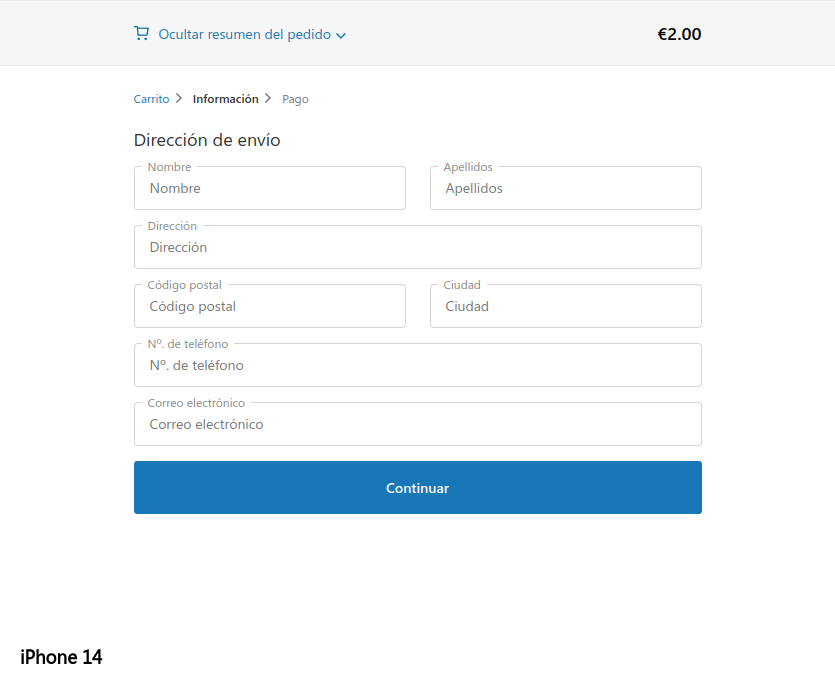 Ocultar resumen del pedido €2.00
Carrito Información Pago
Dirección de envío
Nombre Apellidos
Nombre Apellidos
Dirección
Dirección
Código postal Ciudad
Código postal Ciudad
Nº. de teléfono
Nº. de teléfono
Correo electrónico
Correo electrónico
Continuar
iPhone 14